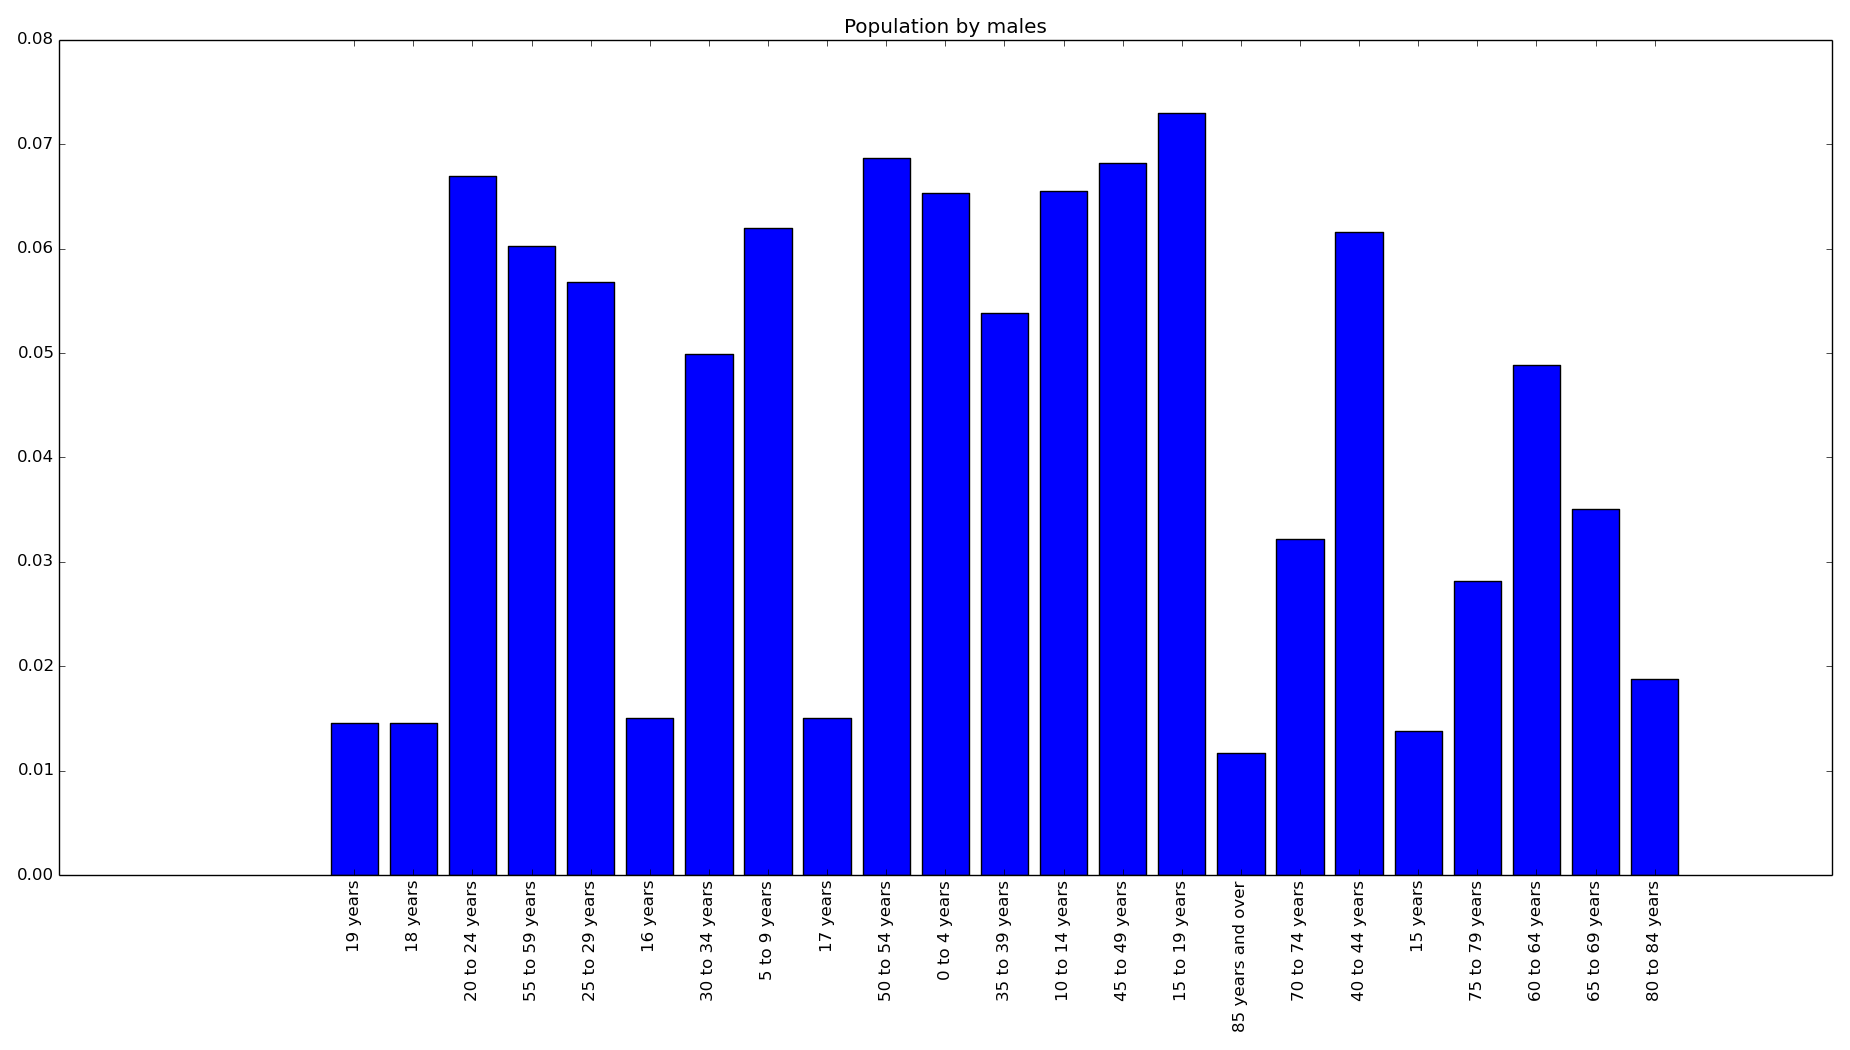 Population by males
0.08
0.07
0.06
0.05
0.04
0.03
0.02
0.01
0.00
19 years
18 years
20 to 24 years
55 to 59 years
25 to 29 years
16 years
30 to 34 years
5 to 9 years
17 years
50 to 54 years
0 to 4 years
35 to 39 years
10 to 14 years
45 to 49 years
15 to 19 years
85 years and over
70 to 74 years
40 to 44 years
15 years
75 to 79 years
60 to 64 years
65 to 69 years
80 to 84 years